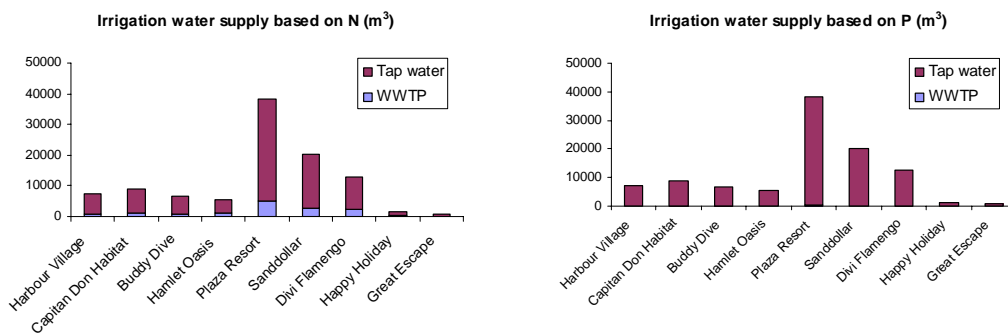 Irrigation water supply based on N (m³)
50000
40000
30000
20000
10000
0
Tap water
WWTP
Harbour Village
Capitan Don Habitat
Buddy Dive
Hamlet Oasis
Plaza Resort
Sanddollar
Divi Flamengo
Happy Holiday
Great Escape
Irrigation water supply based on P (m³)
50000
40000
30000
20000
10000
0
Tap water
WWTP
Harbour Village
Capitan Don Habitat
Buddy Dive
Hamlet Oasis
Plaza Resort
Sanddollar
Divi Flamengo
Happy Holiday
Great Escape